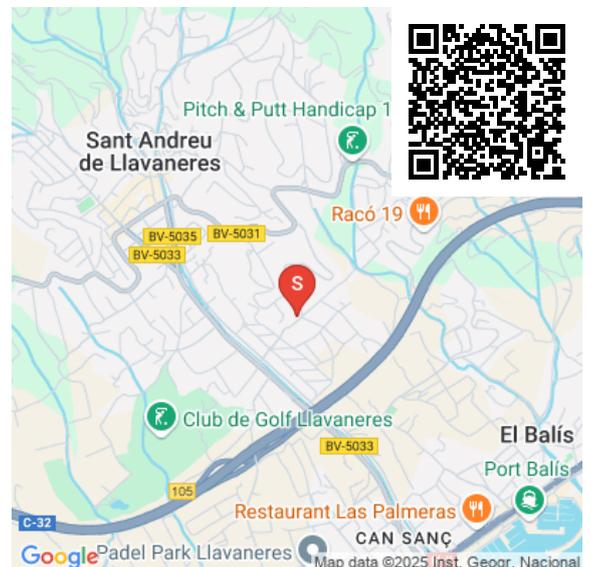 Pitch & Putt Handicap 1
Sant Andreu
de Llavaneres
Racó 19
BV-5035
BV-5031
BV-5033
S
Club de Golf Llavaneres
BV-5033
El Balís
Port Balís
105
Restaurant Las Palmeras
C-32
CAN SANÇ
Google
Padel Park Llavaneres
Map data ©2025 Inst. Geogr. Nacional